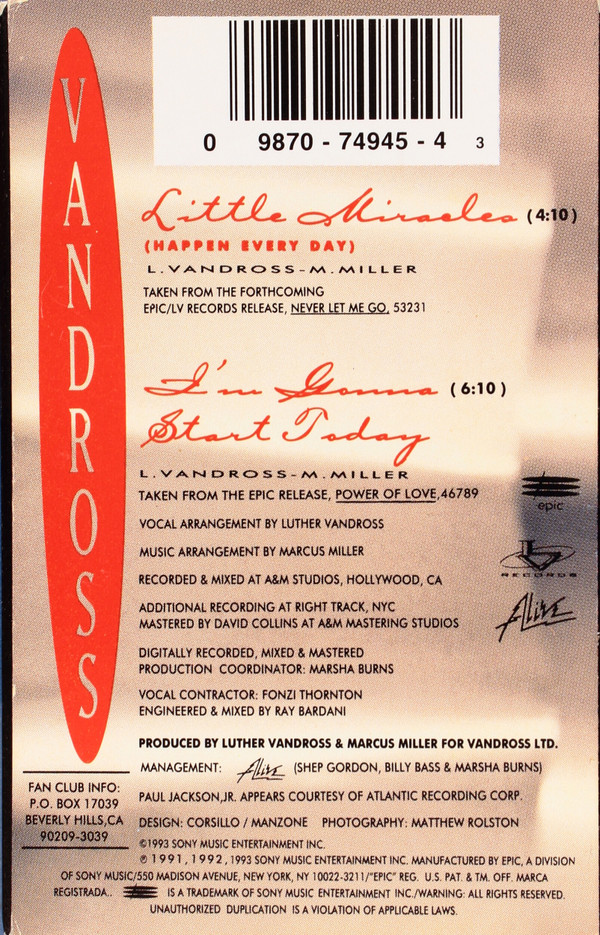 VANDROSS
0 9870 - 74945 - 4 3
Little Miracles (4:10)
(HAPPEN EVERY DAY)
L. VANDROSS - M. MILLER
TAKEN FROM THE FORTHCOMING
EPIC/LV RECORDS RELEASE, NEVER LET ME GO, 53231
I'm Gonna (6:10)
Start Today
L. VANDROSS - M. MILLER
TAKEN FROM THE EPIC RELEASE, POWER OF LOVE, 46789
epic
VOCAL ARRANGEMENT BY LUTHER VANDROSS
MUSIC ARRANGEMENT BY MARCUS MILLER
LV
RECORDS
RECORDED & MIXED AT A&M STUDIOS, HOLLYWOOD, CA
ADDITIONAL RECORDING AT RIGHT TRACK, NYC
MASTERED BY DAVID COLLINS AT A&M MASTERING STUDIOS
Alive
DIGITALLY RECORDED, MIXED & MASTERED
PRODUCTION COORDINATOR: MARSHA BURNS
VOCAL CONTRACTOR: FONZI THORNTON
ENGINEERED & MIXED BY RAY BARDANI
PRODUCED BY LUTHER VANDROSS & MARCUS MILLER FOR VANDROSS LTD.
MANAGEMENT: Alive (SHEP GORDON, BILLY BASS & MARSHA BURNS)
PAUL JACKSON, JR. APPEARS COURTESY OF ATLANTIC RECORDING CORP.
DESIGN: CORSILLO / MANZONE PHOTOGRAPHY: MATTHEW ROLSTON
FAN CLUB INFO:
P.O. BOX 17039
BEVERLY HILLS, CA
90209-3039
©1993 SONY MUSIC ENTERTAINMENT INC.
℗ 1991, 1992, 1993 SONY MUSIC ENTERTAINMENT INC. MANUFACTURED BY EPIC, A DIVISION
OF SONY MUSIC/550 MADISON AVENUE, NEW YORK, NY 10022-3211/"EPIC" REG. U.S. PAT. & TM. OFF. MARCA
REGISTRADA.. IS A TRADEMARK OF SONY MUSIC ENTERTAINMENT INC./WARNING: ALL RIGHTS RESERVED.
UNAUTHORIZED DUPLICATION IS A VIOLATION OF APPLICABLE LAWS.